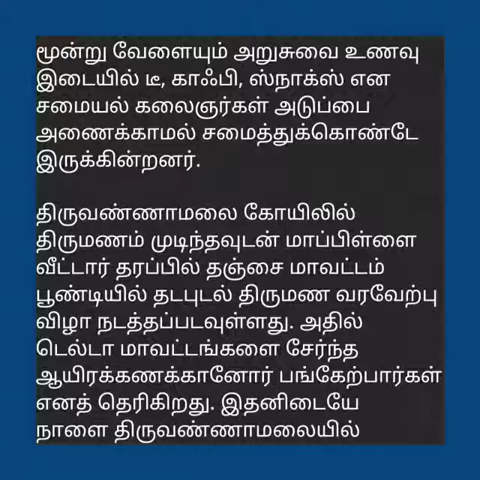 மூன்று வேளையும் அறுசுவை உணவு
இடையில் டீ, காஃபி, ஸ்நாக்ஸ் என
சமையல் கலைஞர்கள் அடுப்பை
அணைக்காமல் சமைத்துக்கொண்டே
இருக்கின்றனர்.

திருவண்ணாமலை கோயிலில்
திருமணம் முடிந்தவுடன் மாப்பிள்ளை
வீட்டார் தரப்பில் தஞ்சை மாவட்டம்
பூண்டியில் தடபுடல் திருமண வரவேற்பு
விழா நடத்தப்படவுள்ளது. அதில்
டெல்டா மாவட்டங்களை சேர்ந்த
ஆயிரக்கணக்கானோர் பங்கேற்பார்கள்
எனத் தெரிகிறது. இதனிடையே
நாளை திருவண்ணாமலையில்